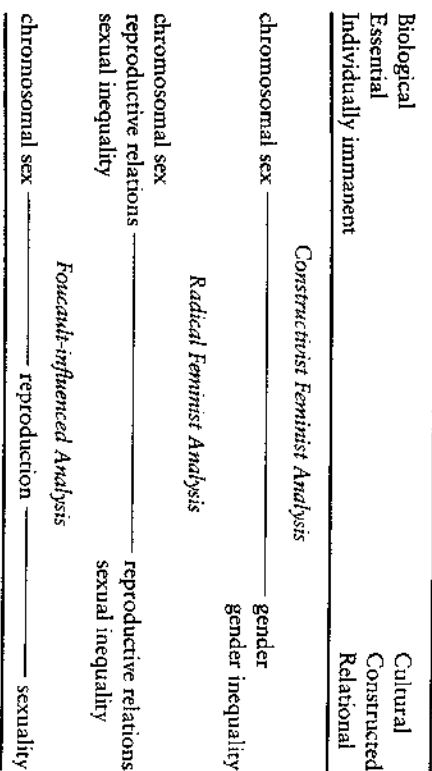 Biological Cultural
Essential Constructed
Individually immanent Relational
Constructivist Feminist Analysis
chromosomal sex gender
gender inequality
Radical Feminist Analysis
chromosomal sex
reproductive relations reproductive relations
sexual inequality sexual inequality
Foucault-influenced Analysis
chromosomal sex reproduction sexuality